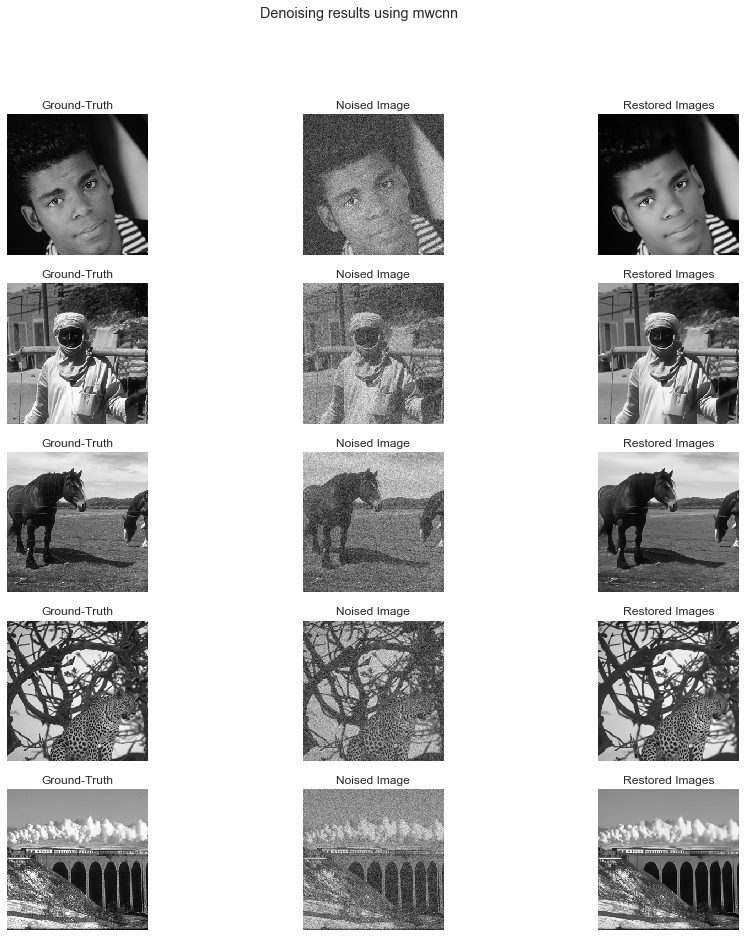 Denoising results using mwcnn
Ground-Truth
Noised Image
Restored Images
Ground-Truth
Noised Image
Restored Images
Ground-Truth
Noised Image
Restored Images
Ground-Truth
Noised Image
Restored Images
Ground-Truth
Noised Image
Restored Images